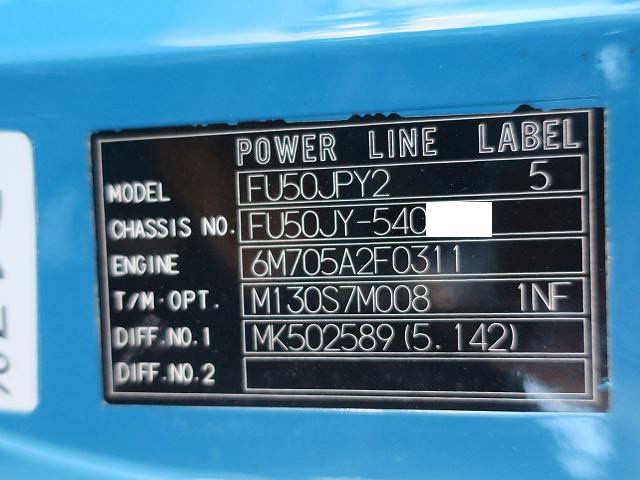 POWER LINE LABEL
MODEL FU50JPY2 5
CHASSIS NO. FU50JY-540
ENGINE 6M705A2F0311
T/M·OPT. M130S7M008 1NF
DIFF.NO.1 MK502589(5.142)
DIFF.NO.2